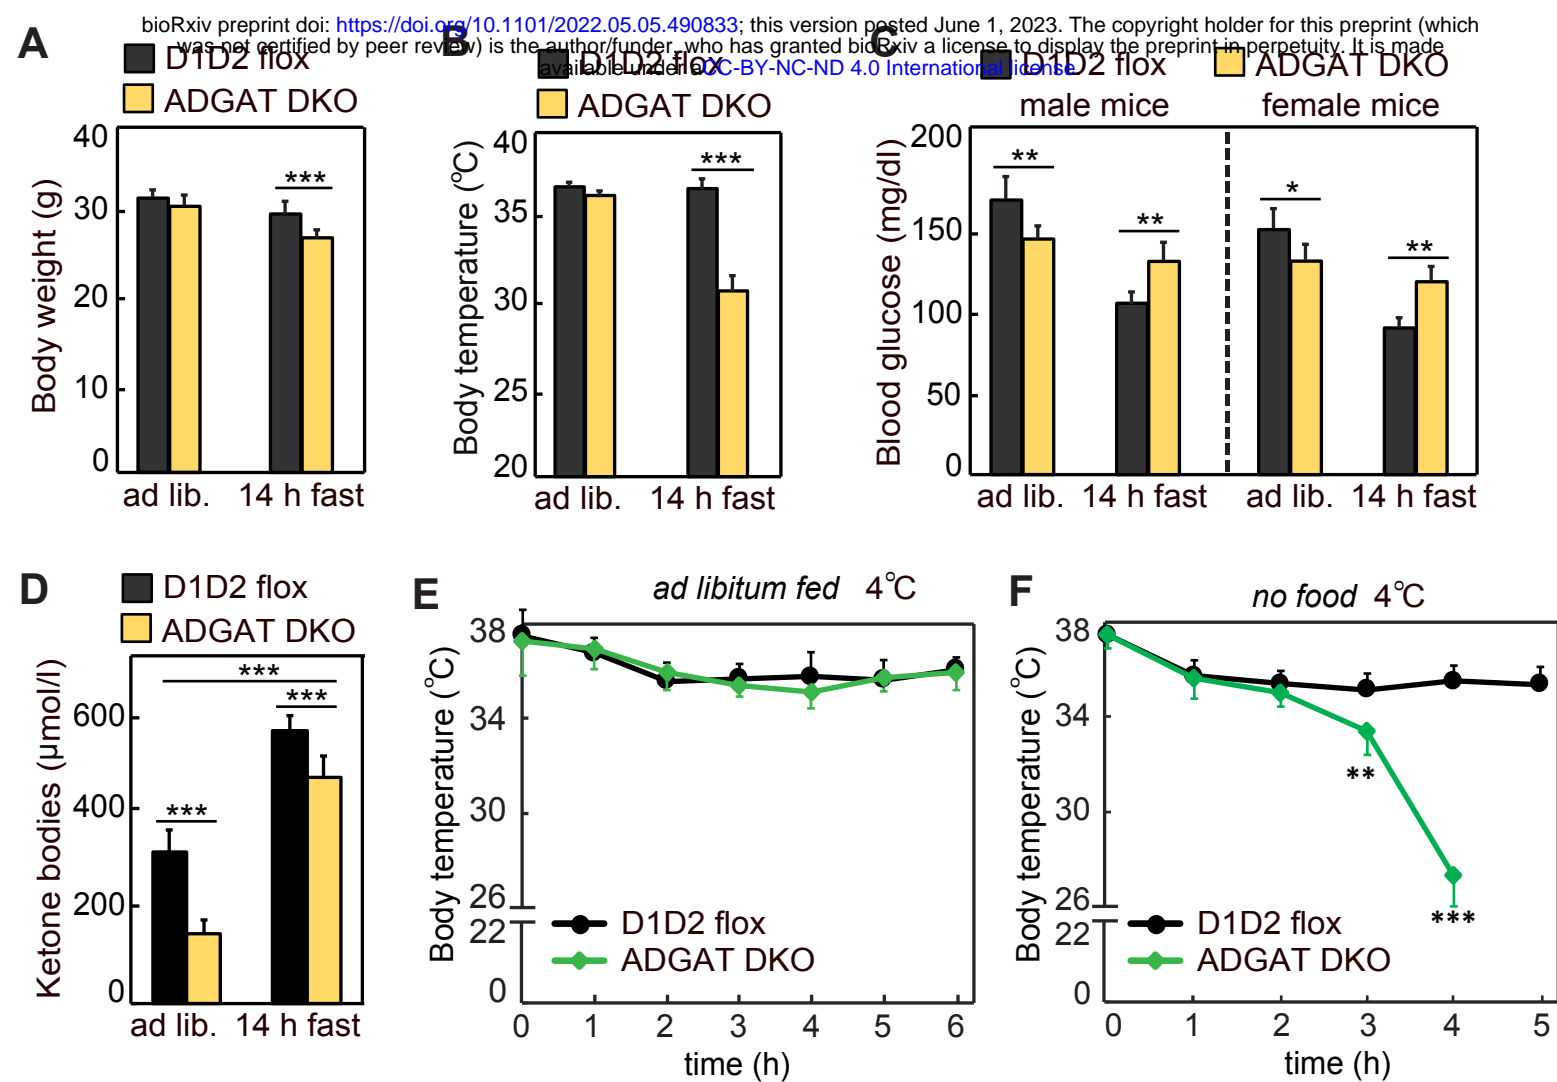 bioRxiv preprint doi: https://doi.org/10.1101/2022.05.05.490833; this version posted June 1, 2023. The copyright holder for this preprint (which
was not certified by peer review) is the author/funder, who has granted bioRxiv a license to display the preprint in perpetuity. It is made
available under aCC-BY-NC-ND 4.0 International license.
A
D1D2 flox
ADGAT DKO
40
30
20
10
0
Body weight (g)
***
ad lib. 14 h fast
B
D1D2 flox
ADGAT DKO
40
35
30
25
20
Body temperature (°C)
***
ad lib. 14 h fast
C
D1D2 flox ADGAT DKO
male mice female mice
200
150
100
50
0
Blood glucose (mg/dl)
**
**
*
**
ad lib. 14 h fast ad lib. 14 h fast
D
D1D2 flox
ADGAT DKO
600
400
200
0
Ketone bodies (µmol/l)
***
***
***
ad lib. 14 h fast
E
ad libitum fed 4°C
38
34
30
26
22
0
Body temperature (°C)
D1D2 flox
ADGAT DKO
0 1 2 3 4 5 6
time (h)
F
no food 4°C
38
34
30
26
22
0
Body temperature (°C)
**
***
D1D2 flox
ADGAT DKO
0 1 2 3 4 5
time (h)